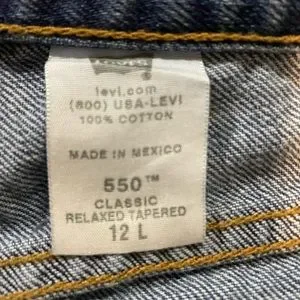 levi.com
(800) USA-LEVI
100% COTTON
MADE IN MEXICO
550™
CLASSIC
RELAXED TAPERED
12 L